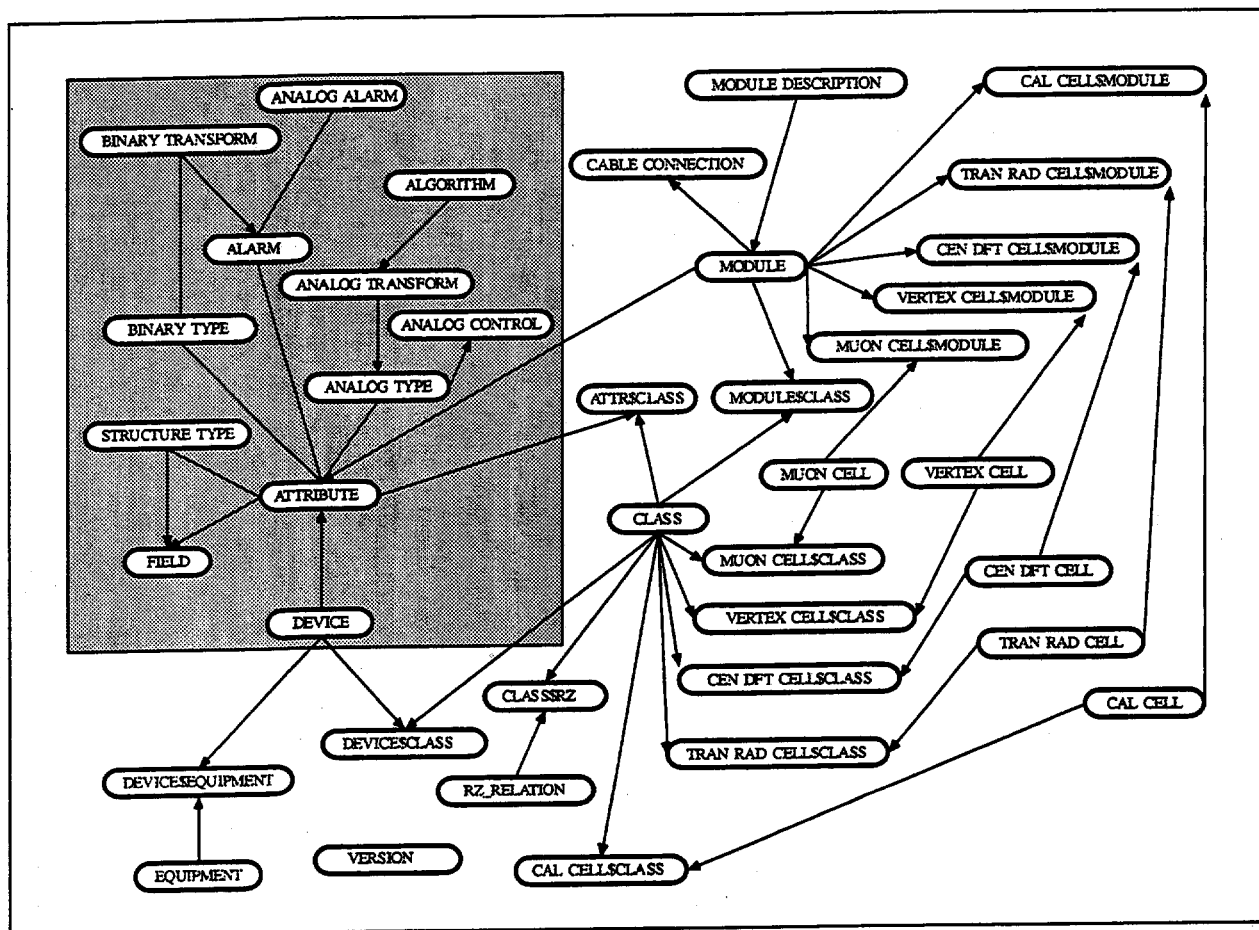 ANALOG ALARM
MODULE DESCRIPTION
CAL CELL$MODULE
BINARY TRANSFORM
CABLE CONNECTION
ALGORITHM
TRAN RAD CELL$MODULE
ALARM
CEN DFT CELL$MODULE
MODULE
ANALOG TRANSFORM
VERTEX CELL$MODULE
BINARY TYPE
ANALOG CONTROL
MUON CELL$MODULE
ANALOG TYPE
ATTR$CLASS
MODULE$CLASS
STRUCTURE TYPE
MUON CELL
VERTEX CELL
ATTRIBUTE
CLASS
FIELD
MUON CELL$CLASS
CEN DFT CELL
DEVICE
VERTEX CELL$CLASS
TRAN RAD CELL
CEN DFT CELL$CLASS
CLASS$RZ
CAL CELL
DEVICE$CLASS
TRAN RAD CELL$CLASS
DEVICE$EQUIPMENT
RZ_RELATION
VERSION
EQUIPMENT
CAL CELL$CLASS